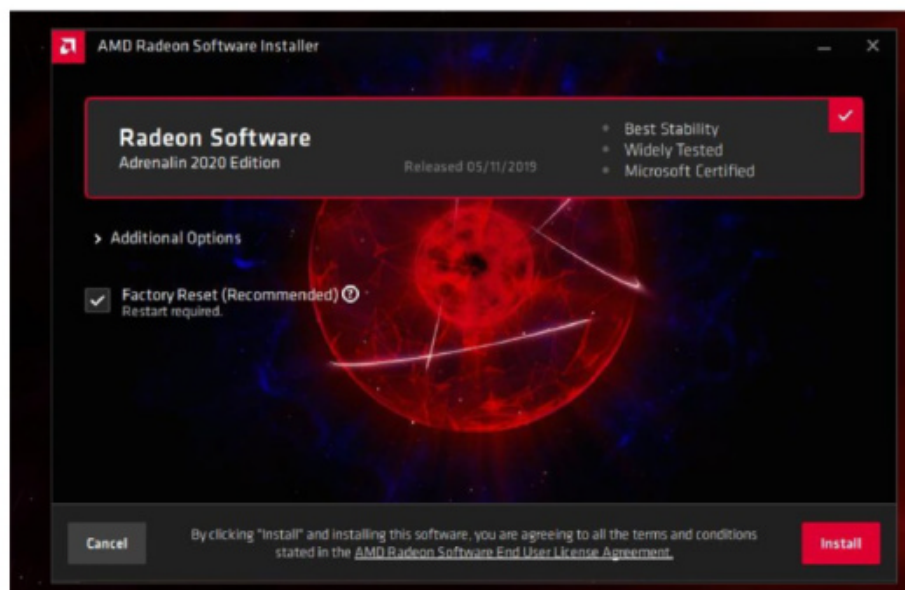 AMD Radeon Software Installer
Radeon Software
Adrenalin 2020 Edition
Released 05/11/2019
Best Stability
Widely Tested
Microsoft Certified
Additional Options
Factory Reset (Recommended)
Restart required.
Cancel
By clicking "Install" and installing this software, you are agreeing to all the terms and conditions
stated in the AMD Radeon Software End User License Agreement.
Install